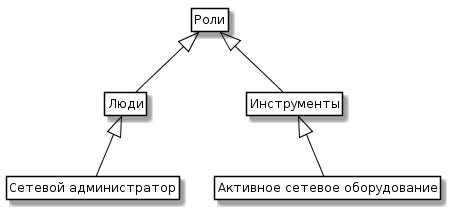 Роли
Люди
Инструменты
Сетевой администратор
Активное сетевое оборудование